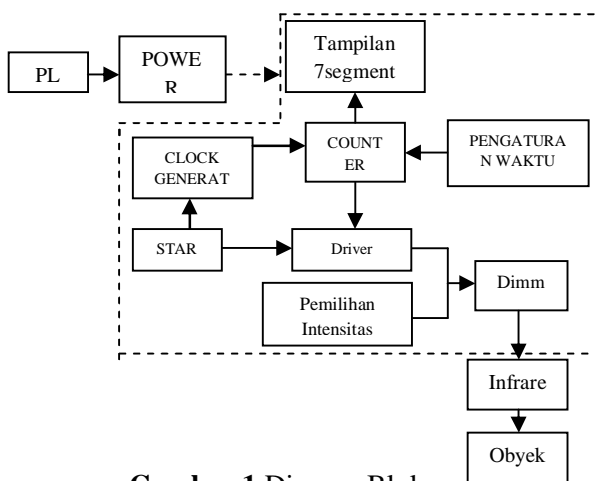 Tampilan
7segment
PL
POWE
R
CLOCK
GENERAT
COUNT
ER
PENGATURA
N WAKTU
STAR
Driver
Dimm
Pemilihan
Intensitas
Infrare
Obyek